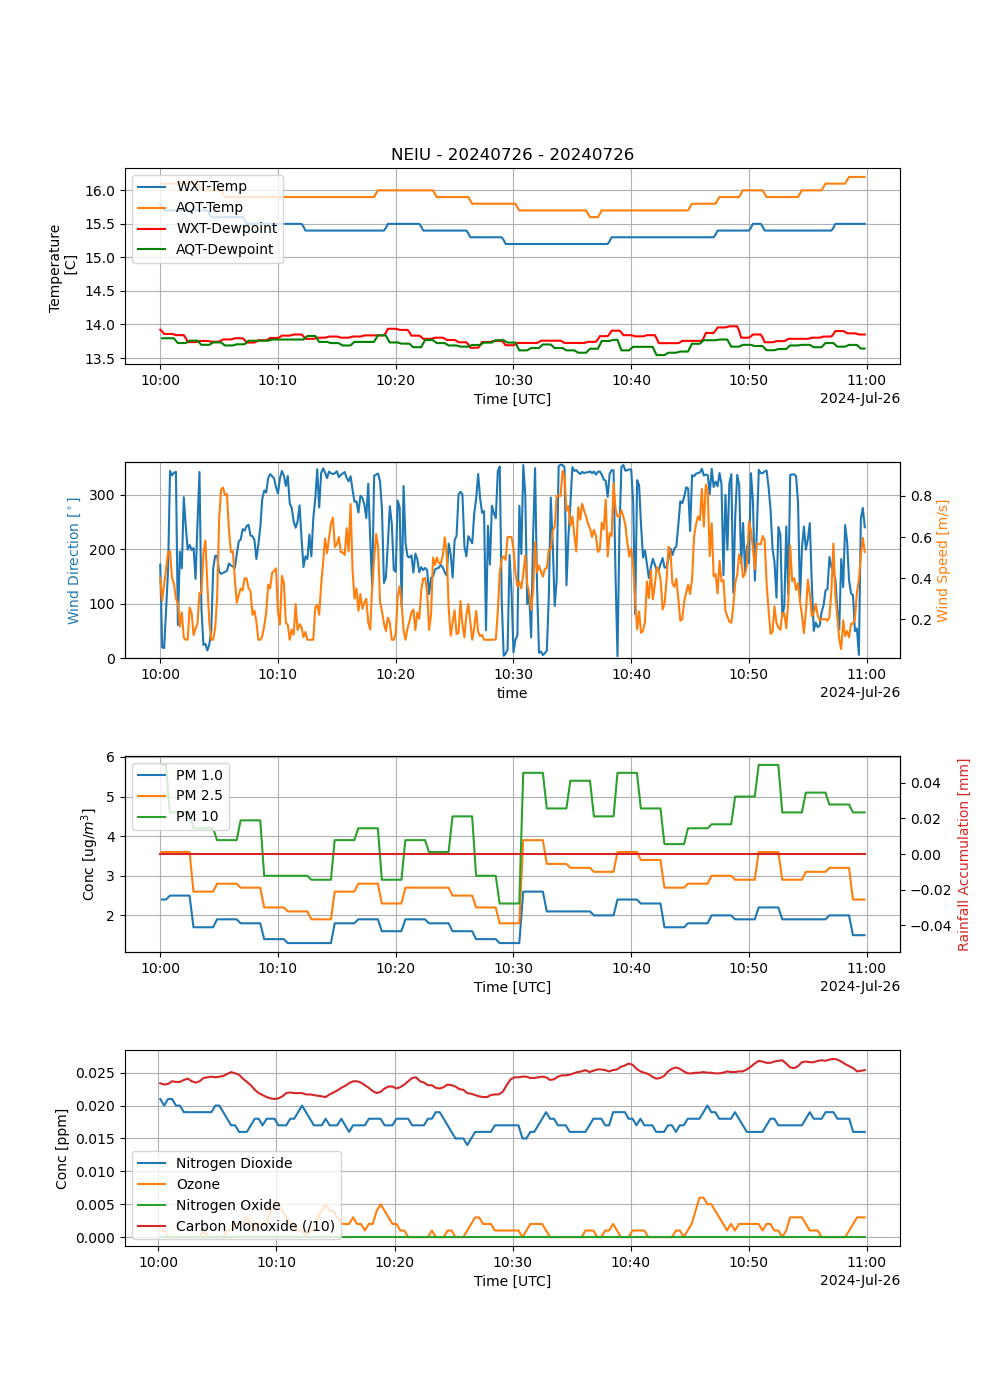 NEIU - 20240726 - 20240726
WXT-Temp
AQT-Temp
WXT-Dewpoint
AQT-Dewpoint
Temperature
[C]
16.0
15.5
15.0
14.5
14.0
13.5
10:00 10:10 10:20 10:30 10:40 10:50 11:00
Time [UTC]
2024-Jul-26
Wind Direction [°]
300
200
100
0
0.8
0.6
0.4
0.2
Wind Speed [m/s]
10:00 10:10 10:20 10:30 10:40 10:50 11:00
time
2024-Jul-26
PM 1.0
PM 2.5
PM 10
Conc [ug/m³]
6
5
4
3
2
0.04
0.02
0.00
−0.02
−0.04
Rainfall Accumulation [mm]
10:00 10:10 10:20 10:30 10:40 10:50 11:00
Time [UTC]
2024-Jul-26
Conc [ppm]
0.025
0.020
0.015
0.010
0.005
0.000
Nitrogen Dioxide
Ozone
Nitrogen Oxide
Carbon Monoxide (/10)
10:00 10:10 10:20 10:30 10:40 10:50 11:00
Time [UTC]
2024-Jul-26